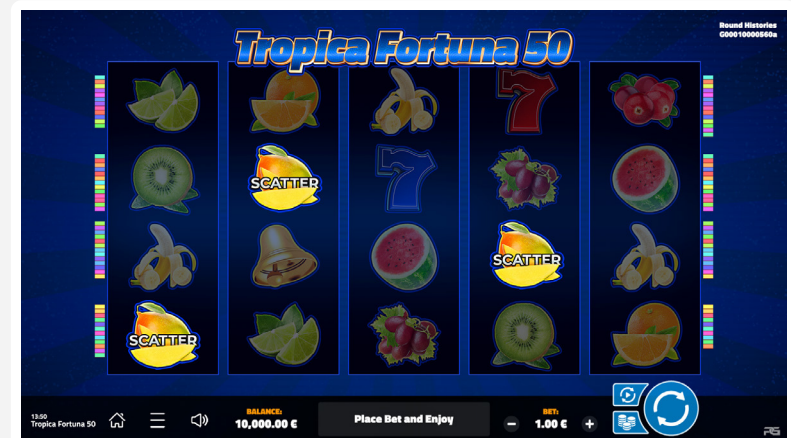 Round Histories
G00010000560a
Tropica Fortuna 50
SCATTER
SCATTER
SCATTER
13:50
Tropica Fortuna 50
BALANCE:
10,000.00 €
Place Bet and Enjoy
BET:
1.00 €